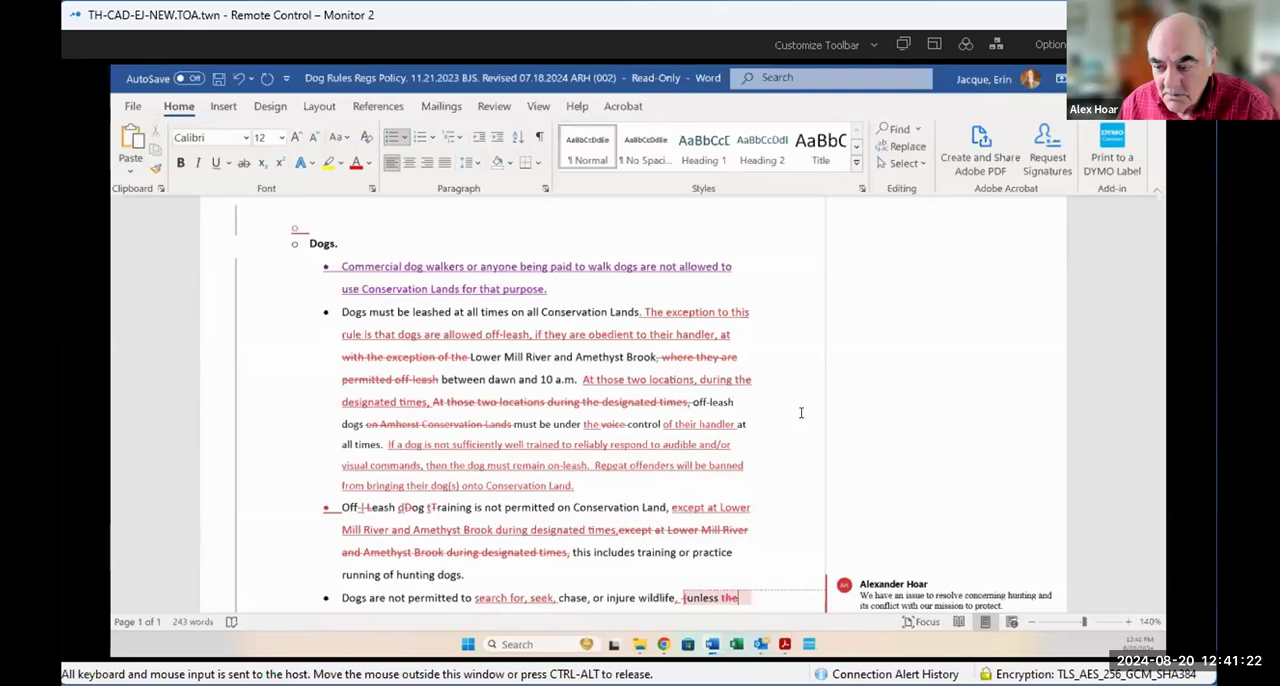 TH-CAD-EJ-NEW.TOA.twn - Remote Control – Monitor 2
Customize Toolbar
Option
Alex Hoar
AutoSave Off Dog Rules Regs Policy. 11.21.2023 BJS. Revised 07.18.2024 ARH (002) - Read-Only - Word Search Jacque, Erin
File Home Insert Design Layout References Mailings Review View Help Acrobat
Paste
Calibri 12
Find
Replace
Select
AaBbCcDdEe AaBbCcDdEe AaBbCcC AaBbCcDdI AaBbC
¶ Normal ¶ No Spaci... Heading 1 Heading 2 Title
Create and Share Adobe PDF
Request Signatures
Print to a DYMO Label
Clipboard Font Paragraph Styles Editing Adobe Acrobat Add-in
Dogs.
• Commercial dog walkers or anyone being paid to walk dogs are not allowed to
use Conservation Lands for that purpose.
• Dogs must be leashed at all times on all Conservation Lands. The exception to this
rule is that dogs are allowed off-leash, if they are obedient to their handler, at
with the exception of the Lower Mill River and Amethyst Brook, where they are
permitted off-leash between dawn and 10 a.m. At those two locations, during the
designated times, At those two locations during the designated times, off-leash
dogs on Amherst Conservation Lands must be under the voice control of their handler at
all times. If a dog is not sufficiently well trained to reliably respond to audible and/or
visual commands, then the dog must remain on-leash. Repeat offenders will be banned
from bringing their dog(s) onto Conservation Land.
• Off-l-Leash dDog tTraining is not permitted on Conservation Land, except at Lower
Mill River and Amethyst Brook during designated times,except at Lower Mill River
and Amethyst Brook during designated times, this includes training or practice
running of hunting dogs.
• Dogs are not permitted to search for, seek, chase, or injure wildlife, (unless the
AH Alexander Hoar
We have an issue to resolve concerning hunting and
its conflict with our mission to protect.
Page 1 of 1 243 words Focus 140%
Search
12:41 PM
2024-08-20 12:41:22
All keyboard and mouse input is sent to the host. Move the mouse outside this window or press CTRL-ALT to release. Connection Alert History Encryption: TLS_AES_256_GCM_SHA384